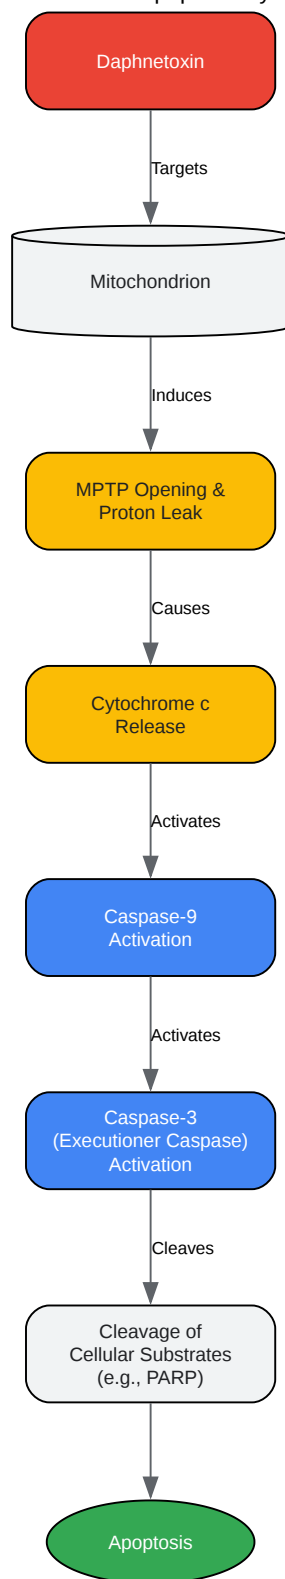 Daphnetoxin
Targets
Mitochondrion
Induces
MPTP Opening &
Proton Leak
Causes
Cytochrome c
Release
Activates
Caspase-9
Activation
Activates
Caspase-3
(Executioner Caspase)
Activation
Cleaves
Cleavage of
Cellular Substrates
(e.g., PARP)
Apoptosis